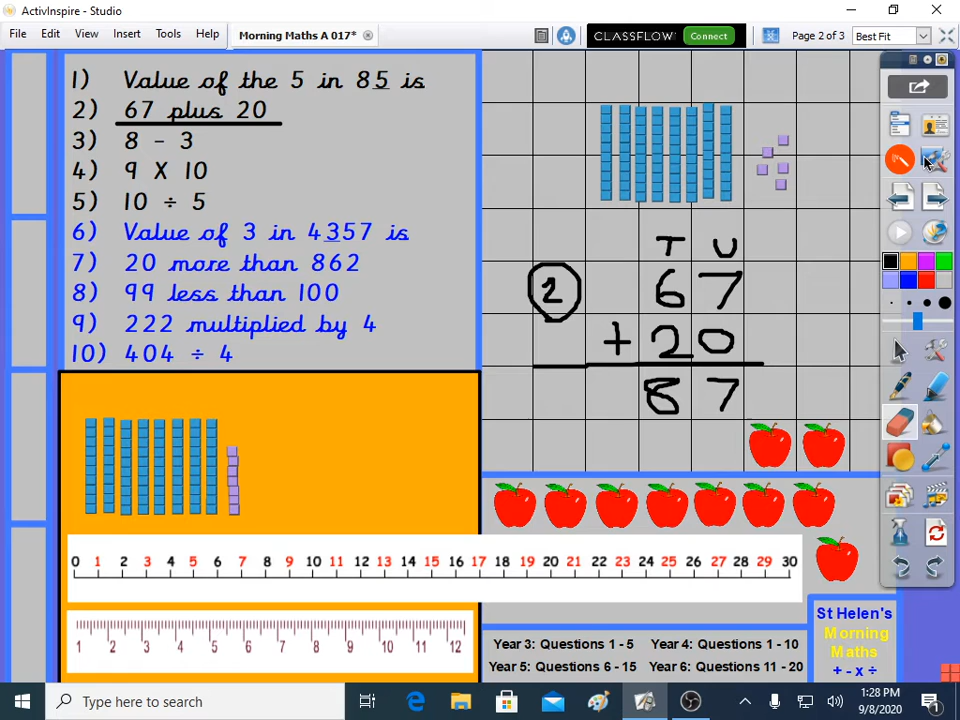 ActivInspire - Studio
File Edit View Insert Tools Help
Morning Maths A 017*
CLASSFLOW Connect
Page 2 of 3
Best Fit
1) Value of the 5 in 85 is
2) 67 plus 20
3) 8 - 3
4) 9 X 10
5) 10 ÷ 5
6) Value of 3 in 4357 is
7) 20 more than 862
8) 99 less than 100
9) 222 multiplied by 4
10) 404 ÷ 4
T U
2 67
+ 20
87
0 1 2 3 4 5 6 7 8 9 10 11 12 13 14 15 16 17 18 19 20 21 22 23 24 25 26 27 28 29 30
1 2 3 4 5 6 7 8 9 10 11 12
Year 3: Questions 1 - 5 Year 4: Questions 1 - 10
Year 5: Questions 6 - 15 Year 6: Questions 11 - 20
St Helen's
Morning
Maths
+ - x ÷
Type here to search
1:28 PM
9/8/2020
1